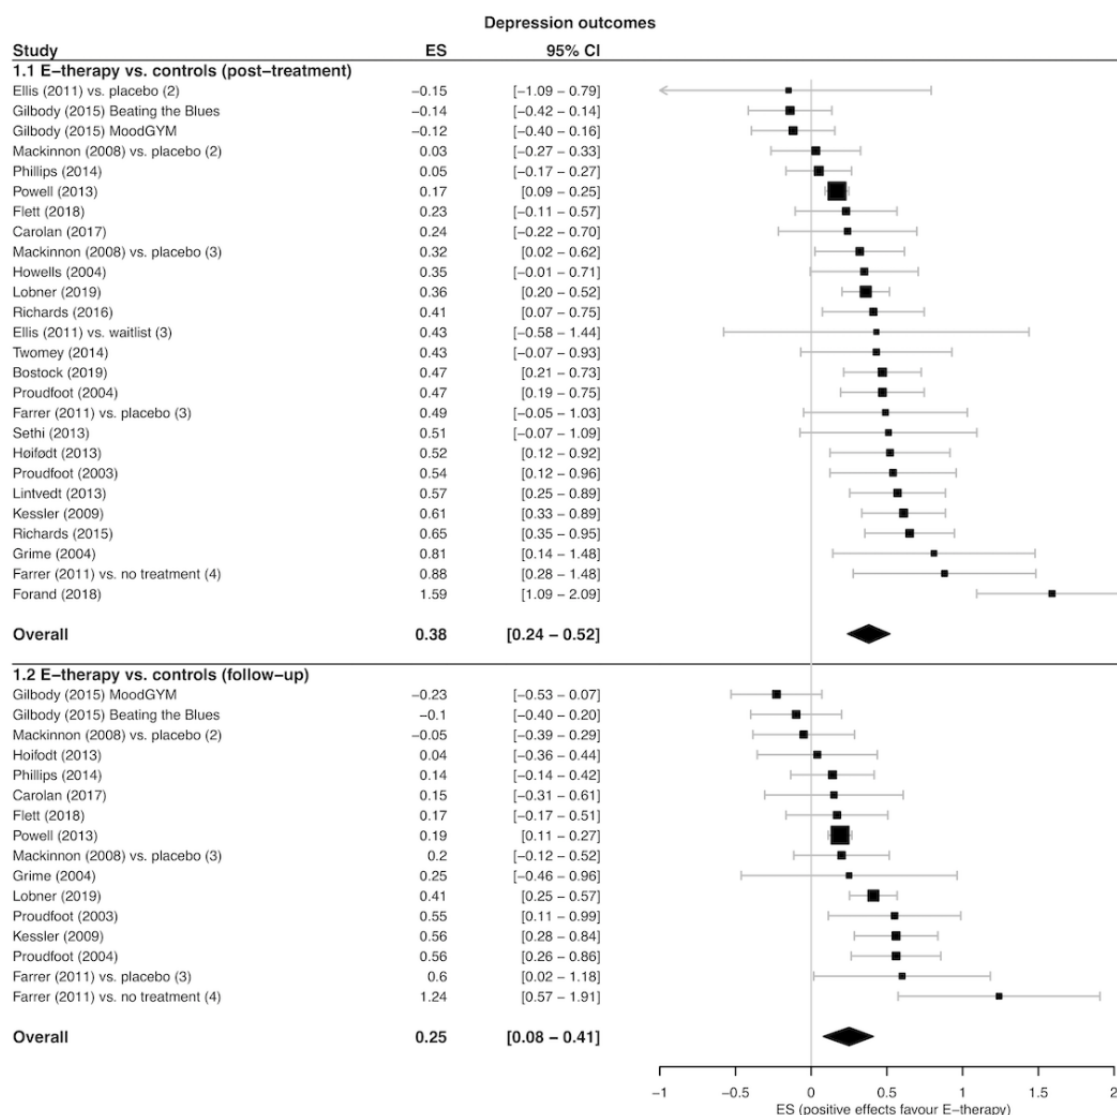 Depression outcomes
Study ES 95% CI
1.1 E−therapy vs. controls (post−treatment)
Ellis (2011) vs. placebo (2) −0.15 [−1.09 − 0.79]
Gilbody (2015) Beating the Blues −0.14 [−0.42 − 0.14]
Gilbody (2015) MoodGYM −0.12 [−0.40 − 0.16]
Mackinnon (2008) vs. placebo (2) 0.03 [−0.27 − 0.33]
Phillips (2014) 0.05 [−0.17 − 0.27]
Powell (2013) 0.17 [0.09 − 0.25]
Flett (2018) 0.23 [−0.11 − 0.57]
Carolan (2017) 0.24 [−0.22 − 0.70]
Mackinnon (2008) vs. placebo (3) 0.32 [0.02 − 0.62]
Howells (2004) 0.35 [−0.01 − 0.71]
Lobner (2019) 0.36 [0.20 − 0.52]
Richards (2016) 0.41 [0.07 − 0.75]
Ellis (2011) vs. waitlist (3) 0.43 [−0.58 − 1.44]
Twomey (2014) 0.43 [−0.07 − 0.93]
Bostock (2019) 0.47 [0.21 − 0.73]
Proudfoot (2004) 0.47 [0.19 − 0.75]
Farrer (2011) vs. placebo (3) 0.49 [−0.05 − 1.03]
Sethi (2013) 0.51 [−0.07 − 1.09]
Høifødt (2013) 0.52 [0.12 − 0.92]
Proudfoot (2003) 0.54 [0.12 − 0.96]
Lintvedt (2013) 0.57 [0.25 − 0.89]
Kessler (2009) 0.61 [0.33 − 0.89]
Richards (2015) 0.65 [0.35 − 0.95]
Grime (2004) 0.81 [0.14 − 1.48]
Farrer (2011) vs. no treatment (4) 0.88 [0.28 − 1.48]
Forand (2018) 1.59 [1.09 − 2.09]
Overall 0.38 [0.24 − 0.52]
1.2 E−therapy vs. controls (follow−up)
Gilbody (2015) MoodGYM −0.23 [−0.53 − 0.07]
Gilbody (2015) Beating the Blues −0.1 [−0.40 − 0.20]
Mackinnon (2008) vs. placebo (2) −0.05 [−0.39 − 0.29]
Hoifodt (2013) 0.04 [−0.36 − 0.44]
Phillips (2014) 0.14 [−0.14 − 0.42]
Carolan (2017) 0.15 [−0.31 − 0.61]
Flett (2018) 0.17 [−0.17 − 0.51]
Powell (2013) 0.19 [0.11 − 0.27]
Mackinnon (2008) vs. placebo (3) 0.2 [−0.12 − 0.52]
Grime (2004) 0.25 [−0.46 − 0.96]
Lobner (2019) 0.41 [0.25 − 0.57]
Proudfoot (2003) 0.55 [0.11 − 0.99]
Kessler (2009) 0.56 [0.28 − 0.84]
Proudfoot (2004) 0.56 [0.26 − 0.86]
Farrer (2011) vs. placebo (3) 0.6 [0.02 − 1.18]
Farrer (2011) vs. no treatment (4) 1.24 [0.57 − 1.91]
Overall 0.25 [0.08 − 0.41]
−1 −0.5 0 0.5 1 1.5 2
ES (positive effects favour E−therapy)